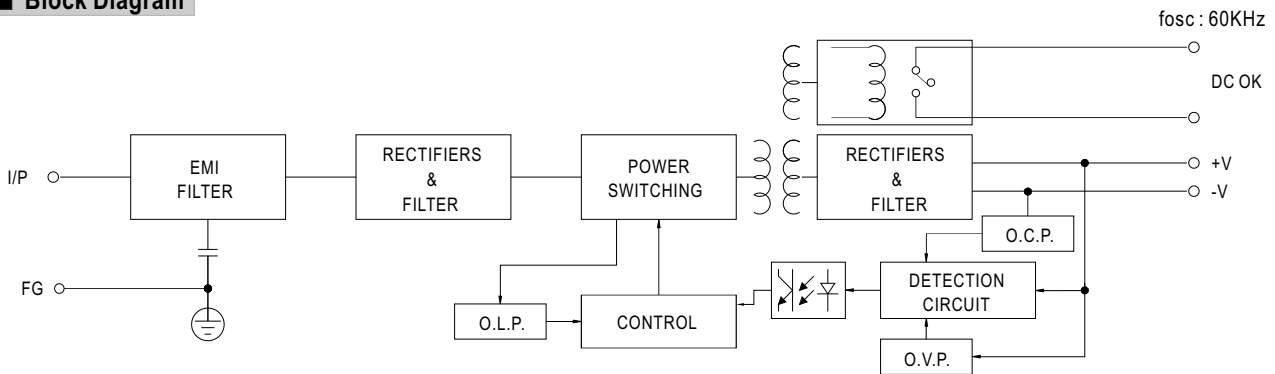 ■ Block Diagram
fosc : 60KHz
DC OK
I/P
EMI
FILTER
RECTIFIERS
&
FILTER
POWER
SWITCHING
RECTIFIERS
&
FILTER
+V
-V
O.C.P.
FG
O.L.P.
CONTROL
DETECTION
CIRCUIT
O.V.P.